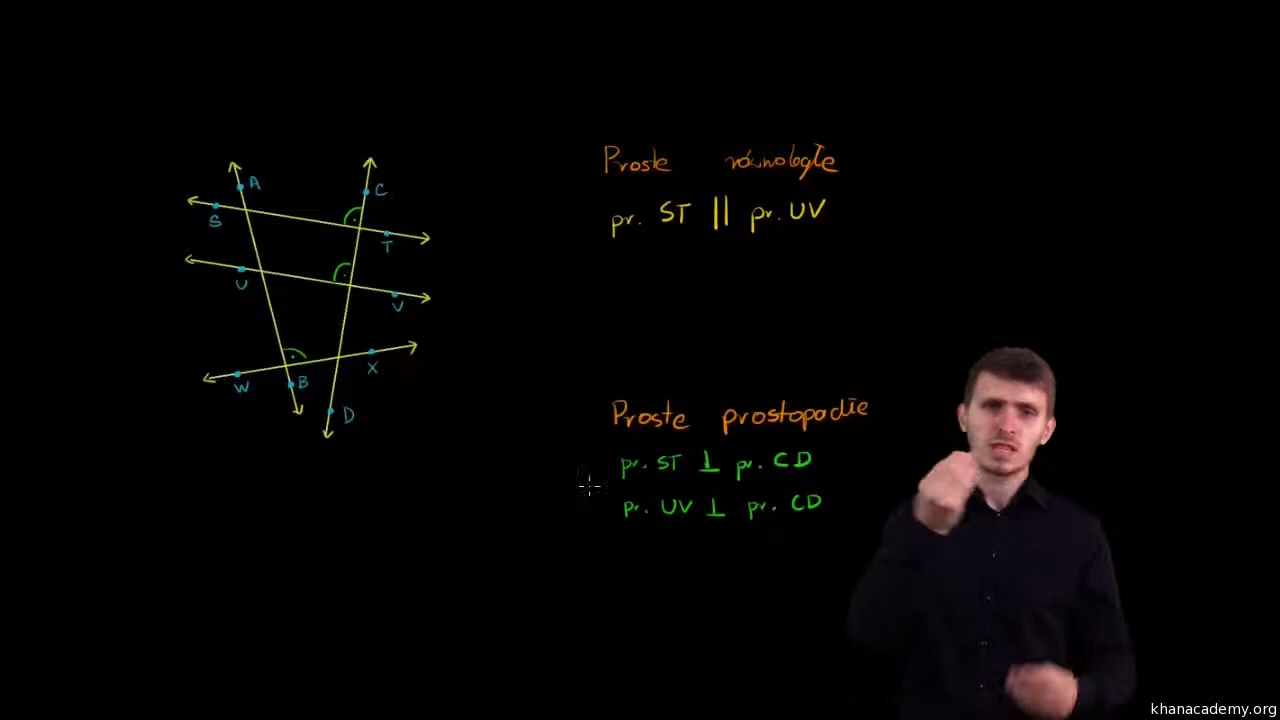 Proste równoległe
pr. ST || pr. UV
A
C
S
T
U
V
W
B
X
D
Proste prostopadłe
pr. ST ⊥ pr. CD
pr. UV ⊥ pr. CD
khanacademy.org